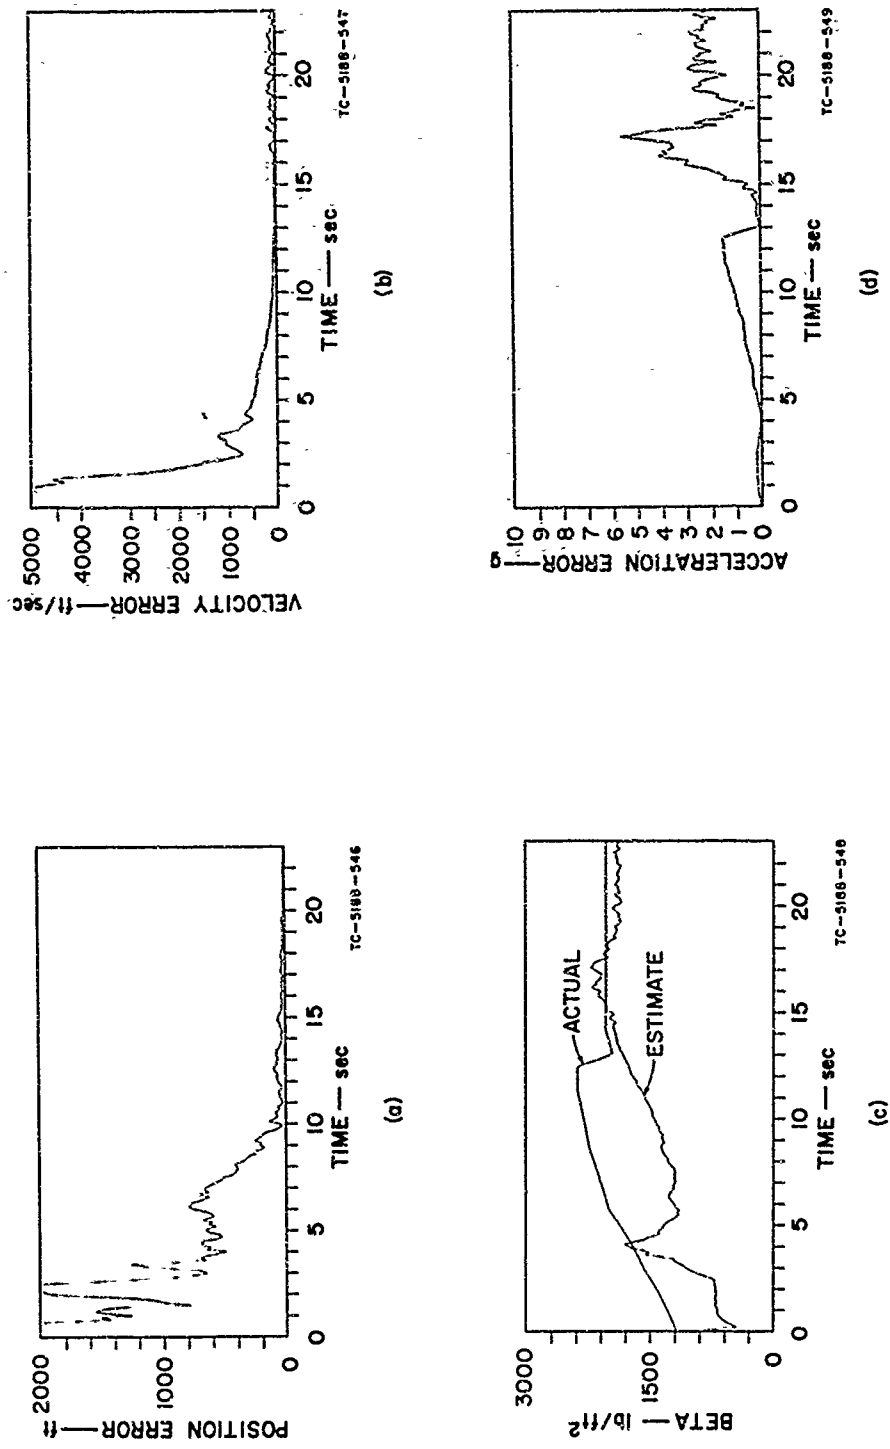 5000
4000
3000
2000
1000
0
VELOCITY ERROR — ft/sec
0
5
10
15
20
TIME — sec
TC-5188-547
(b)
10
9
8
7
6
5
4
3
2
1
0
ACCELERATION ERROR — g
0
5
10
15
20
TIME — sec
TC-5188-549
(d)
2000
1000
0
POSITION ERROR — ft
0
5
10
15
20
TIME — sec
TC-5188-546
(a)
3000
1500
0
BETA — lb/ft²
ACTUAL
ESTIMATE
0
5
10
15
20
TIME — sec
TC-5188-548
(c)